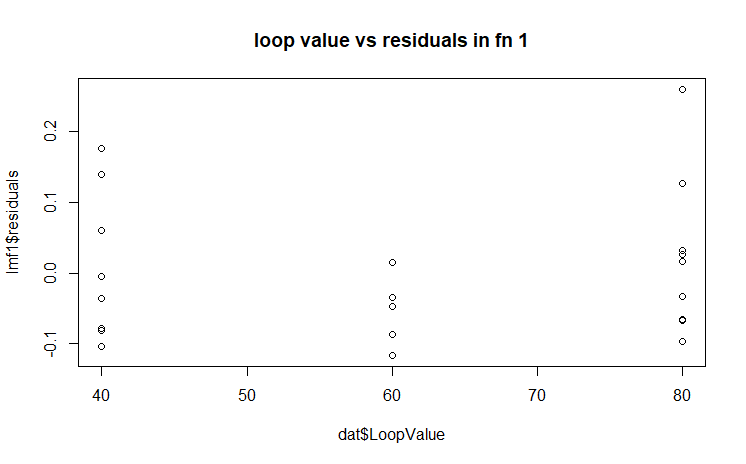 loop value vs residuals in fn 1
lmf1$residuals
0.2
0.1
0.0
-0.1
40 50 60 70 80
dat$LoopValue